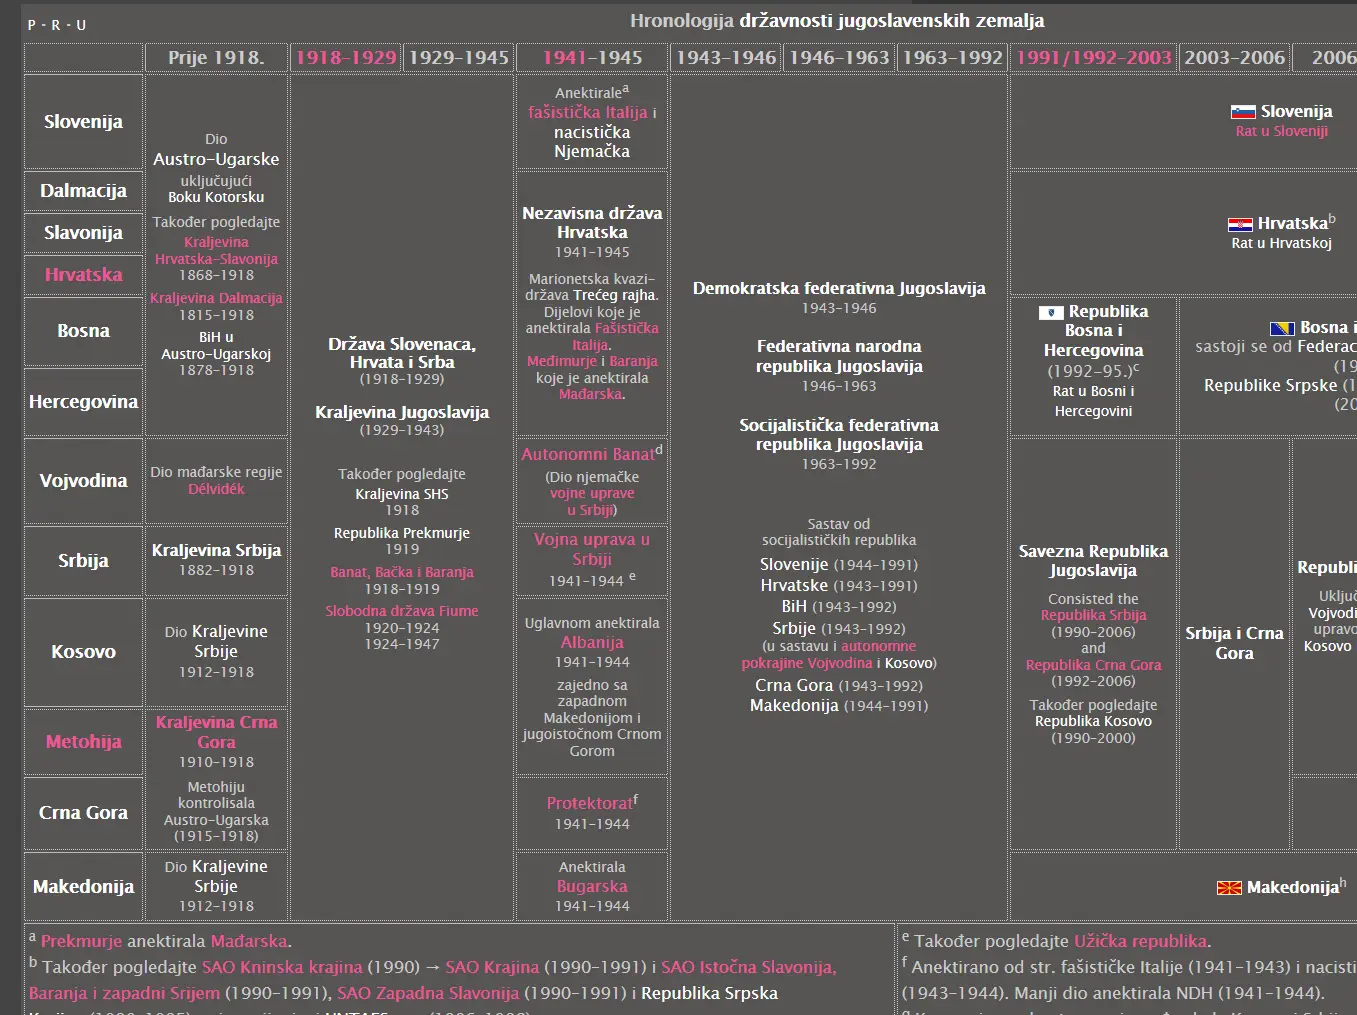 P - R - U
Hronologija državnosti jugoslavenskih zemalja
Prije 1918.
1918–1929
1929–1945
1941–1945
1943–1946
1946–1963
1963–1992
1991/1992–2003
2003–2006
2006
Slovenija
Dalmacija
Slavonija
Hrvatska
Bosna
Hercegovina
Dio
Austro-Ugarske
uključujući
Boku Kotorsku
Također pogledajte
Kraljevina
Hrvatska-Slavonija
1868–1918
Kraljevina Dalmacija
1815–1918
BiH u
Austro-Ugarskoj
1878–1918
Država Slovenaca,
Hrvata i Srba
(1918–1929)
Kraljevina Jugoslavija
(1929–1943)
Također pogledajte
Kraljevina SHS
1918
Republika Prekmurje
1919
Banat, Bačka i Baranja
1918–1919
Slobodna država Fiume
1920–1924
1924–1947
Anektirale a
fašistička Italija i
nacistička
Njemačka
Nezavisna država
Hrvatska
1941–1945
Marionetska kvazi-
država Trećeg rajha.
Dijelovi koje je
anektirala Fašistička
Italija.
Međimurje i Baranja
koje je anektirala
Mađarska.
Demokratska federativna Jugoslavija
1943–1946
Federativna narodna
republika Jugoslavija
1946–1963
Socijalistička federativna
republika Jugoslavija
1963–1992
Sastav od
socijalističkih republika
Slovenije (1944–1991)
Hrvatske (1943–1991)
BiH (1943–1992)
Srbije (1943–1992)
(u sastavu i autonomne
pokrajine Vojvodina i Kosovo)
Crna Gora (1943–1992)
Makedonija (1944–1991)
Slovenija
Rat u Sloveniji
Hrvatska b
Rat u Hrvatskoj
Republika
Bosna i
Hercegovina
(1992–95.) c
Rat u Bosni i
Hercegovini
Bosna i
sastoji se od Federac
(19
Republike Srpske (1
(20
Vojvodina
Dio mađarske regije
Délvidék
Autonomni Banat d
(Dio njemačke
vojne uprave
u Srbiji)
Savezna Republika
Jugoslavija
Consisted the
Republika Srbija
(1990–2006)
and
Republika Crna Gora
(1992–2006)
Također pogledajte
Republika Kosovo
(1990–2000)
Srbija i Crna
Gora
Republi
Uključ
Vojvodi
upravo
Kosovo
Srbija
Kraljevina Srbija
1882–1918
Vojna uprava u
Srbiji
1941–1944 e
Kosovo
Dio Kraljevine
Srbije
1912–1918
Uglavnom anektirala
Albanija
1941–1944
zajedno sa
zapadnom
Makedonijom i
jugoistočnom Crnom
Gorom
Metohija
Kraljevina Crna
Gora
1910–1918
Metohiju
kontrolisala
Austro-Ugarska
(1915–1918)
Crna Gora
Protektorat f
1941–1944
Makedonija
Dio Kraljevine
Srbije
1912–1918
Anektirala
Bugarska
1941–1944
Makedonija h
a Prekmurje anektirala Mađarska.
b Također pogledajte SAO Kninska krajina (1990) → SAO Krajina (1990–1991) i SAO Istočna Slavonija,
Baranja i zapadni Srijem (1990–1991), SAO Zapadna Slavonija (1990–1991) i Republika Srpska
e Također pogledajte Užička republika.
f Anektirano od str. fašističke Italije (1941–1943) i nacisti
(1943–1944). Manji dio anektirala NDH (1941–1944).